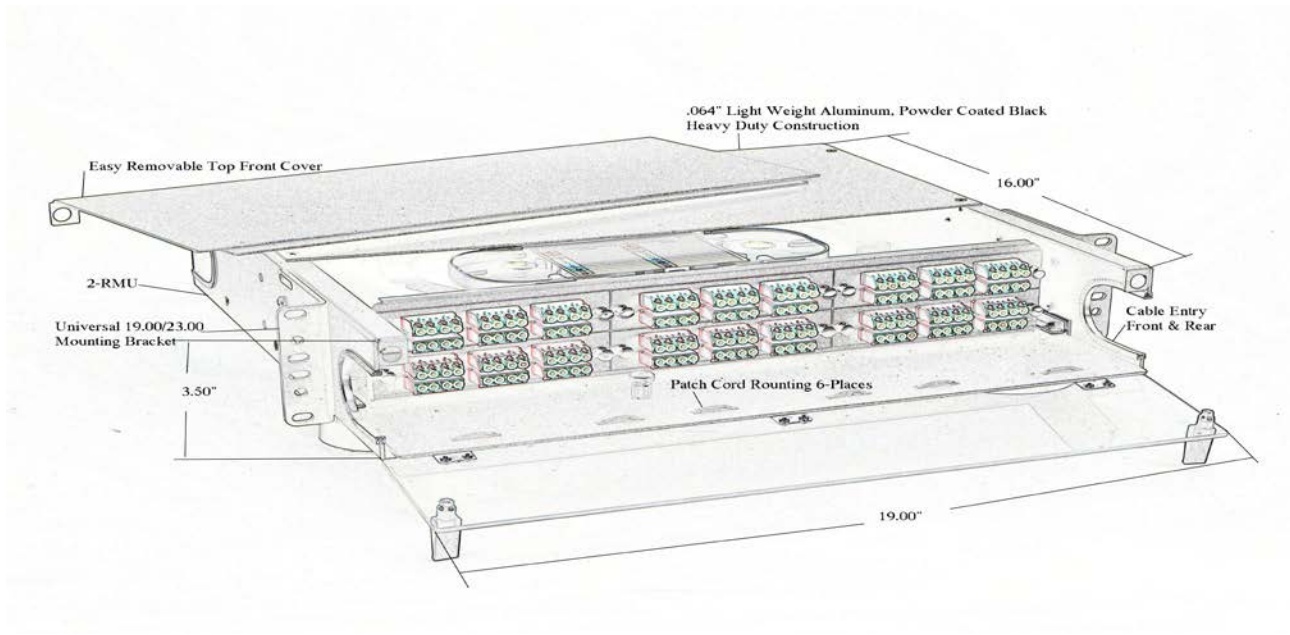 .064" Light Weight Aluminum, Powder Coated Black
Heavy Duty Construction
Easy Removable Top Front Cover
16.00"
2-RMU
Universal 19.00/23.00
Mounting Bracket
Cable Entry
Front & Rear
3.50"
Patch Cord Rounting 6-Places
19.00"